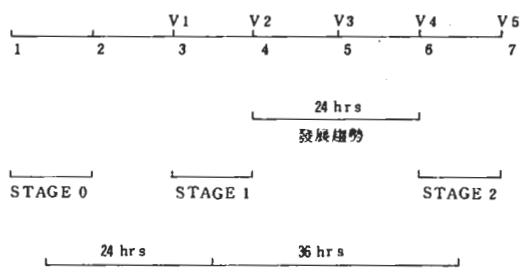 V1 V2 V3 V4 V5
1 2 3 4 5 6 7
24 hrs
發展趨勢
STAGE 0 STAGE 1 STAGE 2
24 hrs 36 hrs